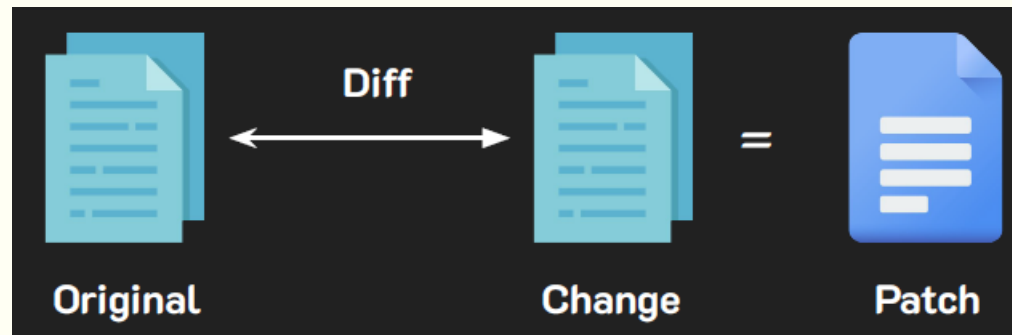 Diff
=
Original
Change
Patch